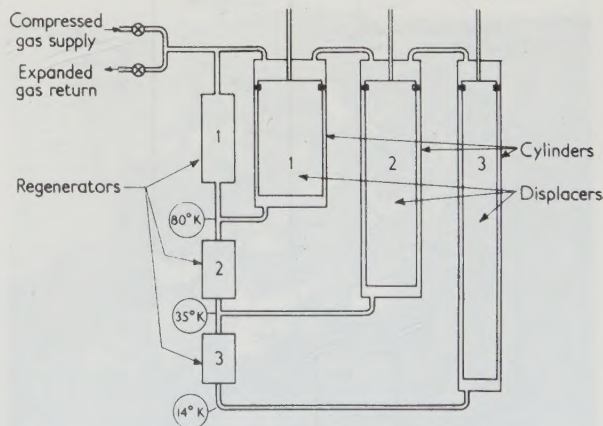 Compressed
gas supply
Expanded
gas return
1
1
2
3
Cylinders
Regenerators
Displacers
80°K
2
35°K
3
14°K